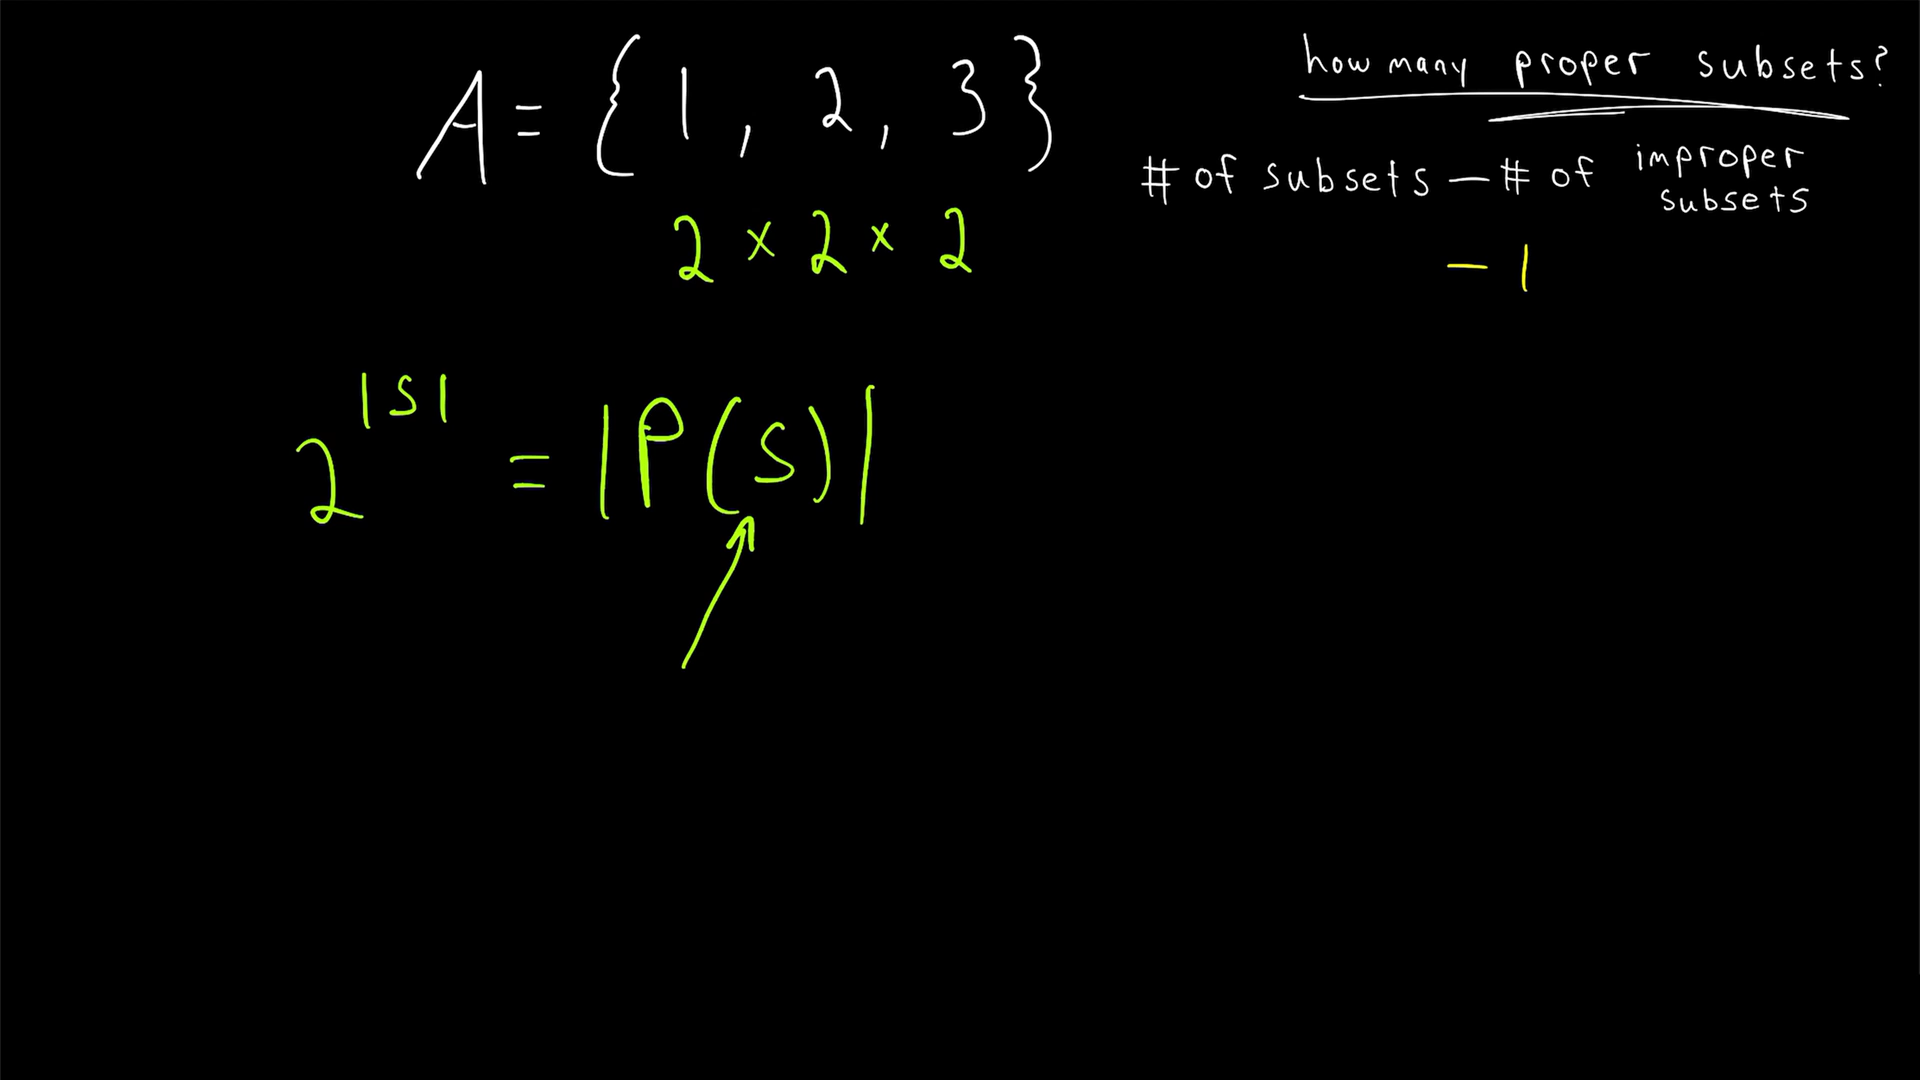 A = { 1 , 2 , 3 }
how many proper subsets?
# of subsets — # of improper subsets
2 × 2 × 2
− 1
2^|S| = |P(S)|